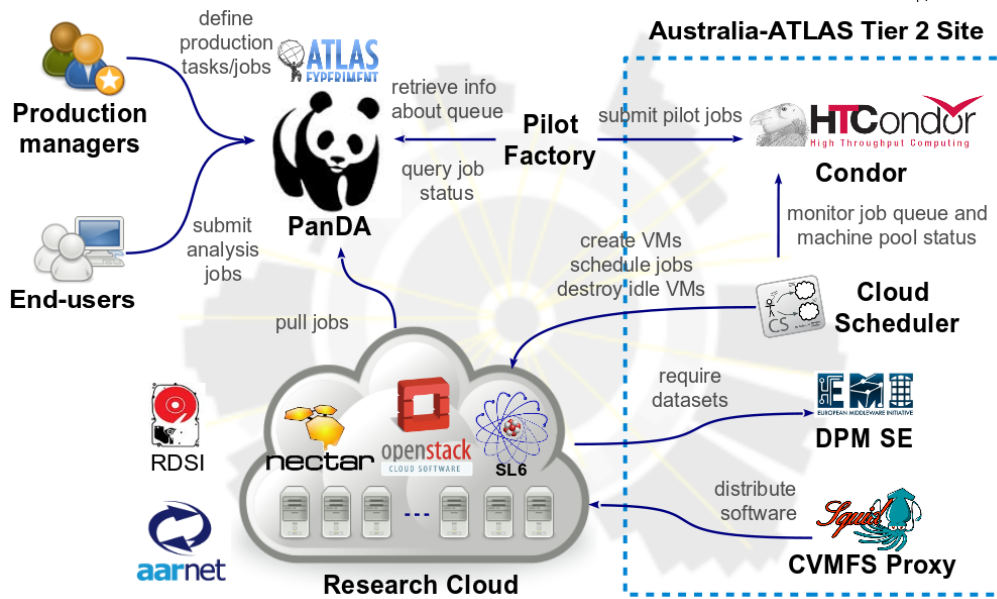 define
production
tasks/jobs
ATLAS
EXPERIMENT
Production
managers
retrieve info
about queue
Pilot
Factory
query job
status
PanDA
submit
analysis
jobs
End-users
Australia-ATLAS Tier 2 Site
submit pilot jobs
HTCondor
High Throughput Computing
Condor
monitor job queue and
machine pool status
create VMs
schedule jobs
destroy idle VMs
CS
Cloud
Scheduler
pull jobs
RDSI
nectar
openstack
CLOUD SOFTWARE
SL6
require
datasets
EMI
EUROPEAN MIDDLEWARE INITIATIVE
DPM SE
...
aarnet
Research Cloud
distribute
software
Squid
CVMFS Proxy